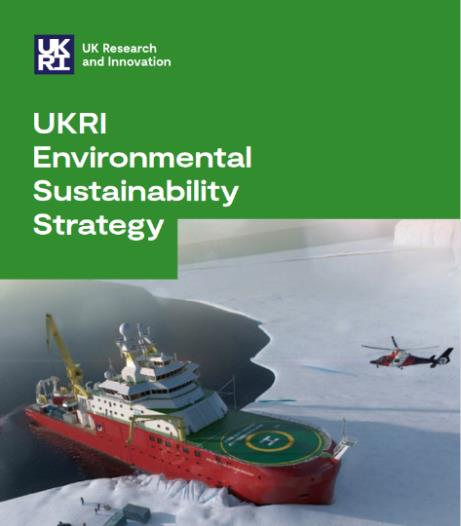 UK
RI
UK Research
and Innovation
UKRI
Environmental
Sustainability
Strategy
H